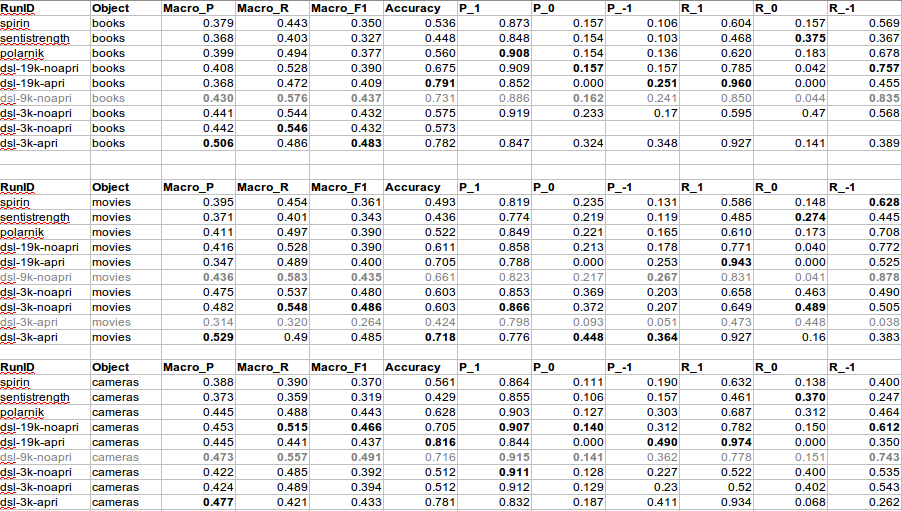 RunID Object Macro_P Macro_R Macro_F1 Accuracy P_1 P_0 P_-1 R_1 R_0 R_-1
spirin books 0.379 0.443 0.350 0.536 0.873 0.157 0.106 0.604 0.157 0.569
sentistrength books 0.368 0.403 0.327 0.448 0.848 0.154 0.103 0.468 0.375 0.367
polarnik books 0.399 0.494 0.377 0.560 0.908 0.154 0.136 0.620 0.183 0.678
dsl-19k-noapri books 0.408 0.528 0.390 0.675 0.909 0.157 0.157 0.785 0.042 0.757
dsl-19k-apri books 0.368 0.472 0.409 0.791 0.852 0.000 0.251 0.960 0.000 0.455
dsl-9k-noapri books 0.430 0.576 0.437 0.731 0.886 0.162 0.241 0.850 0.044 0.835
dsl-3k-noapri books 0.441 0.544 0.432 0.575 0.919 0.233 0.17 0.595 0.47 0.568
dsl-3k-noapri books 0.442 0.546 0.432 0.573
dsl-3k-apri books 0.506 0.486 0.483 0.782 0.847 0.324 0.348 0.927 0.141 0.389
RunID Object Macro_P Macro_R Macro_F1 Accuracy P_1 P_0 P_-1 R_1 R_0 R_-1
spirin movies 0.395 0.454 0.361 0.493 0.819 0.235 0.131 0.586 0.148 0.628
sentistrength movies 0.371 0.401 0.343 0.436 0.774 0.219 0.119 0.485 0.274 0.445
polarnik movies 0.411 0.497 0.390 0.522 0.849 0.221 0.165 0.610 0.173 0.708
dsl-19k-noapri movies 0.416 0.528 0.390 0.611 0.858 0.213 0.178 0.771 0.040 0.772
dsl-19k-apri movies 0.347 0.489 0.400 0.705 0.788 0.000 0.253 0.943 0.000 0.525
dsl-9k-noapri movies 0.436 0.583 0.435 0.661 0.823 0.217 0.267 0.831 0.041 0.878
dsl-3k-noapri movies 0.475 0.537 0.480 0.603 0.853 0.369 0.203 0.658 0.463 0.490
dsl-3k-noapri movies 0.482 0.548 0.486 0.603 0.866 0.372 0.207 0.649 0.489 0.505
dsl-3k-apri movies 0.314 0.320 0.264 0.424 0.798 0.093 0.051 0.473 0.448 0.038
dsl-3k-apri movies 0.529 0.49 0.485 0.718 0.776 0.448 0.364 0.927 0.16 0.383
RunID Object Macro_P Macro_R Macro_F1 Accuracy P_1 P_0 P_-1 R_1 R_0 R_-1
spirin cameras 0.388 0.390 0.370 0.561 0.864 0.111 0.190 0.632 0.138 0.400
sentistrength cameras 0.373 0.359 0.319 0.429 0.855 0.106 0.157 0.461 0.370 0.247
polarnik cameras 0.445 0.488 0.443 0.628 0.903 0.127 0.303 0.687 0.312 0.464
dsl-19k-noapri cameras 0.453 0.515 0.466 0.705 0.907 0.140 0.312 0.782 0.150 0.612
dsl-19k-apri cameras 0.445 0.441 0.437 0.816 0.844 0.000 0.490 0.974 0.000 0.350
dsl-9k-noapri cameras 0.473 0.557 0.491 0.716 0.915 0.141 0.362 0.778 0.151 0.743
dsl-3k-noapri cameras 0.422 0.485 0.392 0.512 0.911 0.128 0.227 0.522 0.400 0.535
dsl-3k-noapri cameras 0.424 0.489 0.394 0.512 0.912 0.129 0.23 0.52 0.402 0.543
dsl-3k-apri cameras 0.477 0.421 0.433 0.781 0.832 0.187 0.411 0.934 0.068 0.262